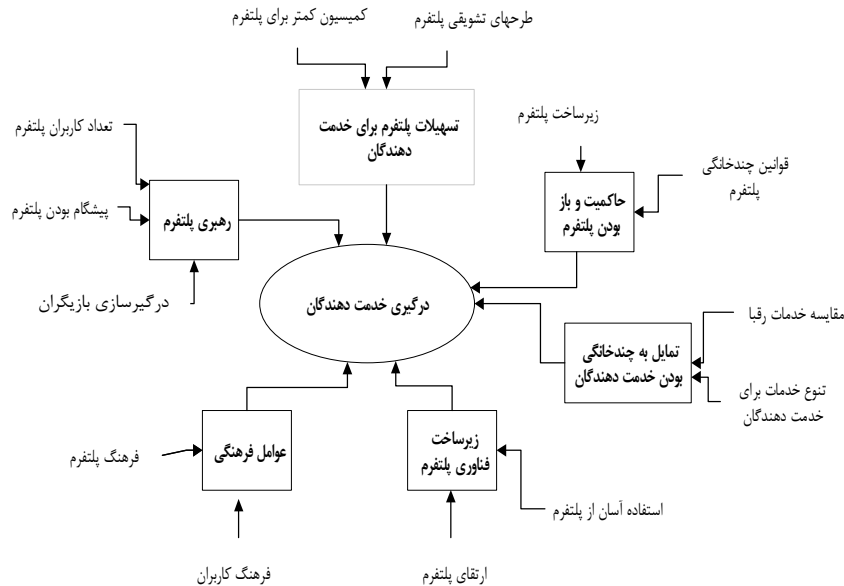 طرحهای تشویقی پلتفرم
کمیسیون کمتر برای پلتفرم
تسهیلات پلتفرم برای خدمت
دهندگان
زیرساخت پلتفرم
تعداد کاربران پلتفرم
قوانین چندخانگی
پلتفرم
حاکمیت و باز
بودن پلتفرم
رهبری پلتفرم
پیشگام بودن پلتفرم
درگیرسازی بازیگران
درگیری خدمت دهندگان
مقایسه خدمات رقبا
تمایل به چندخانگی
بودن خدمت دهندگان
تنوع خدمات برای
خدمت دهندگان
زیرساخت
فناوری پلتفرم
عوامل فرهنگی
فرهنگ پلتفرم
استفاده آسان از پلتفرم
ارتقای پلتفرم
فرهنگ کاربران